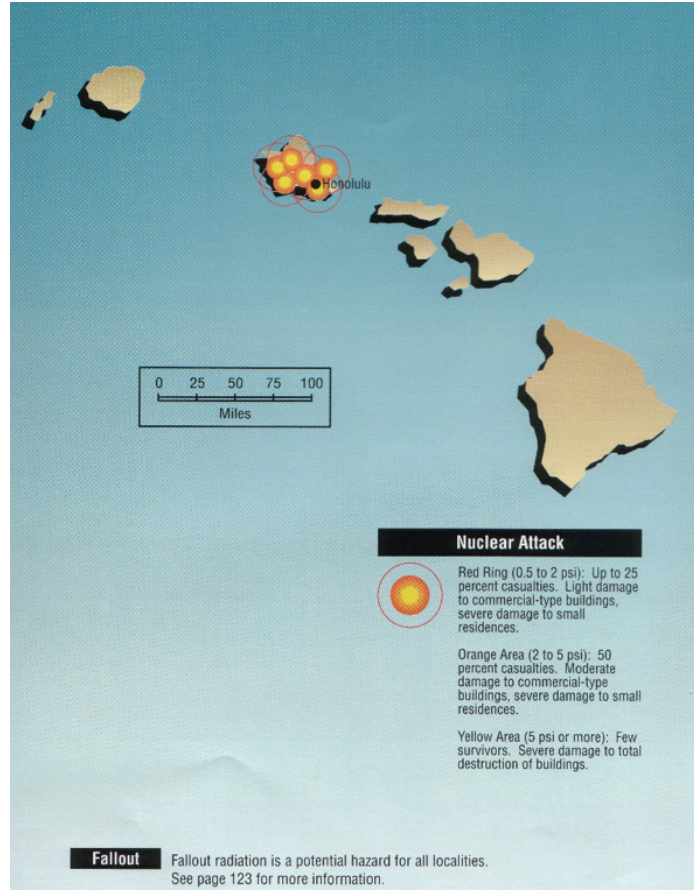 Honolulu
0 25 50 75 100
Miles
Nuclear Attack
Red Ring (0.5 to 2 psi): Up to 25
percent casualties. Light damage
to commercial-type buildings,
severe damage to small
residences.
Orange Area (2 to 5 psi): 50
percent casualties. Moderate
damage to commercial-type
buildings, severe damage to small
residences.
Yellow Area (5 psi or more): Few
survivors. Severe damage to total
destruction of buildings.
Fallout Fallout radiation is a potential hazard for all localities.
See page 123 for more information.